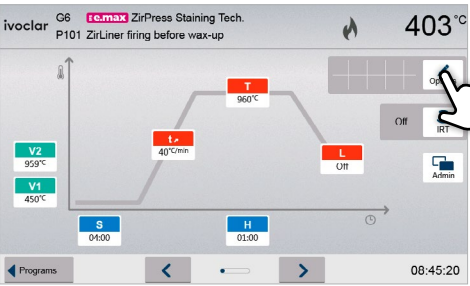 ivoclar
G6 IPS e.max ZirPress Staining Tech.
P101 ZirLiner firing before wax-up
403°C
T
960°C
Off
IRT
t↗
40°C/min
V2
959°C
L
Off
Admin
V1
450°C
S
04:00
H
01:00
Programs
08:45:20